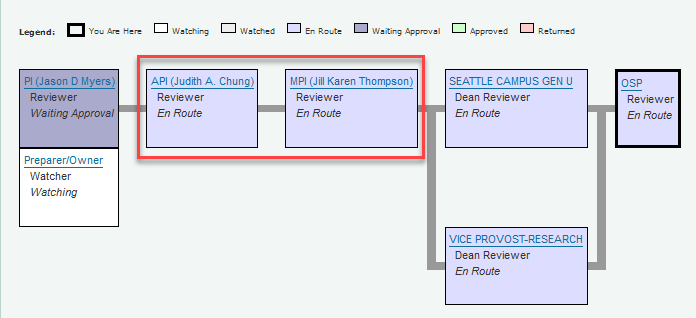 Legend: You Are Here Watching Watched En Route Waiting Approval Approved Returned
PI (Jason D Myers)
Reviewer
Waiting Approval
Preparer/Owner
Watcher
Watching
API (Judith A. Chung)
Reviewer
En Route
MPI (Jill Karen Thompson)
Reviewer
En Route
SEATTLE CAMPUS GEN U
Dean Reviewer
En Route
VICE PROVOST-RESEARCH
Dean Reviewer
En Route
OSP
Reviewer
En Route